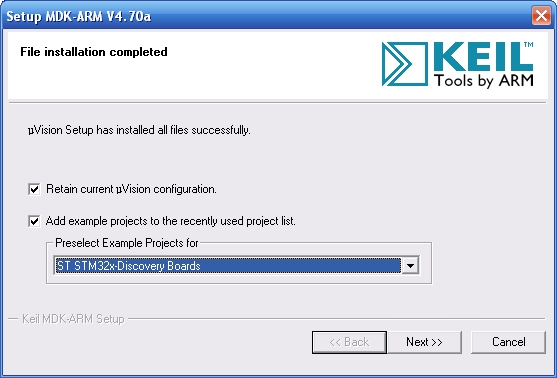 Setup MDK-ARM V4.70a
File installation completed
KEIL™
Tools by ARM
µVision Setup has installed all files successfully.
Retain current µVision configuration.
Add example projects to the recently used project list.
Preselect Example Projects for
ST STM32x-Discovery Boards
Keil MDK-ARM Setup
<< Back
Next >>
Cancel